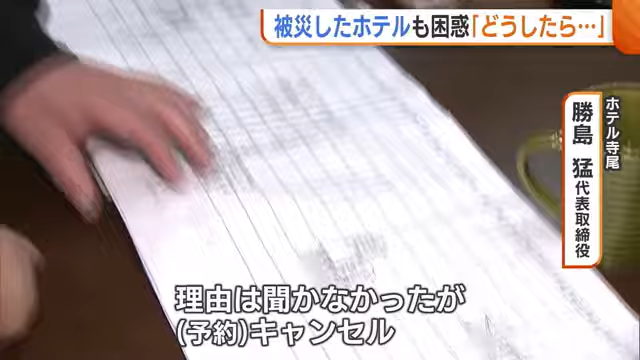 被災したホテルも困惑「どうしたら…」
ホテル寺尾
勝島 猛 代表取締役
理由は聞かなかったが
(予約)キャンセル